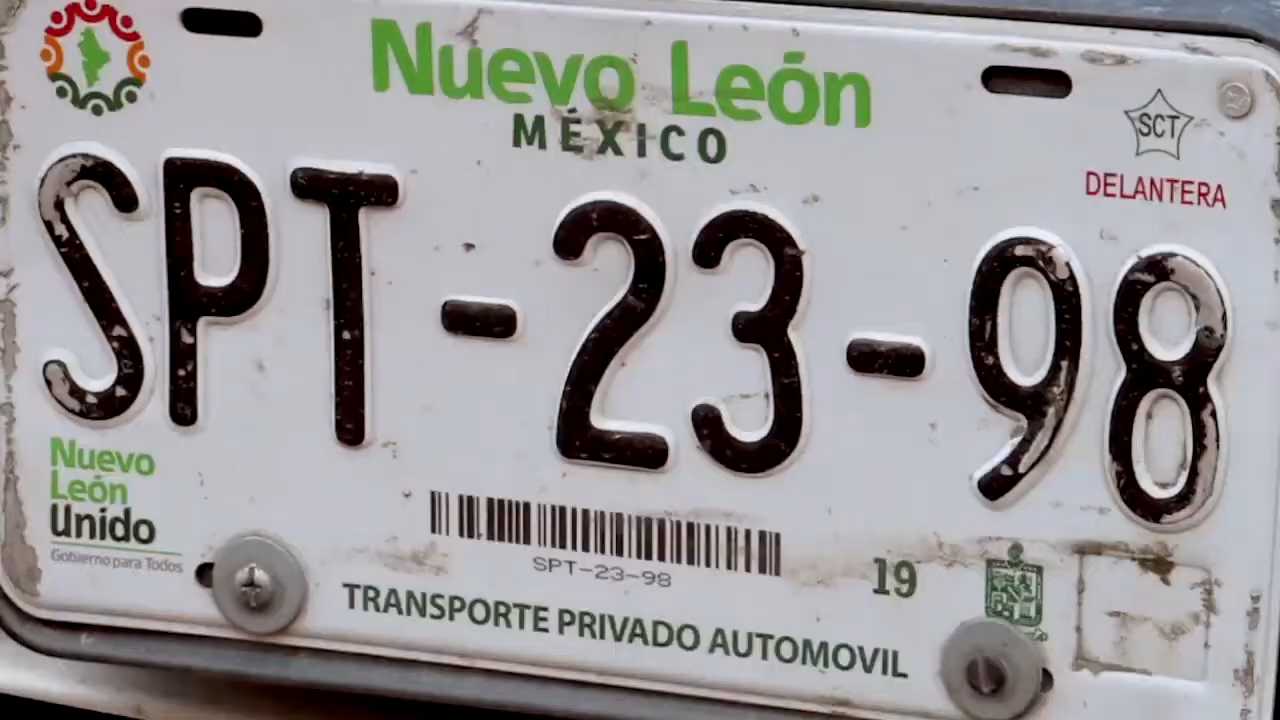 Nuevo León
MÉXICO
SCT
DELANTERA
SPT-23-98
Nuevo
León
Unido
Gobierno para Todos
SPT-23-98
19
TRANSPORTE PRIVADO AUTOMOVIL